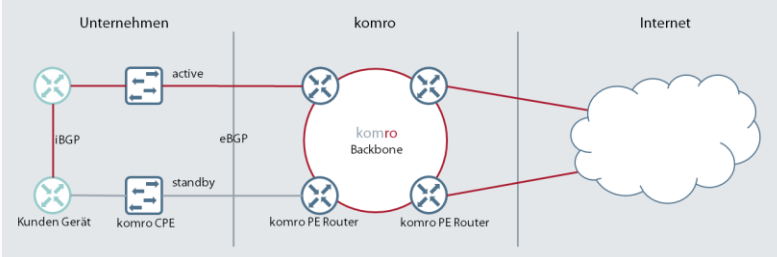 Unternehmen
komro
Internet
active
iBGP
eBGP
komro
Backbone
standby
Kunden Gerät
komro CPE
komro PE Router
komro PE Router